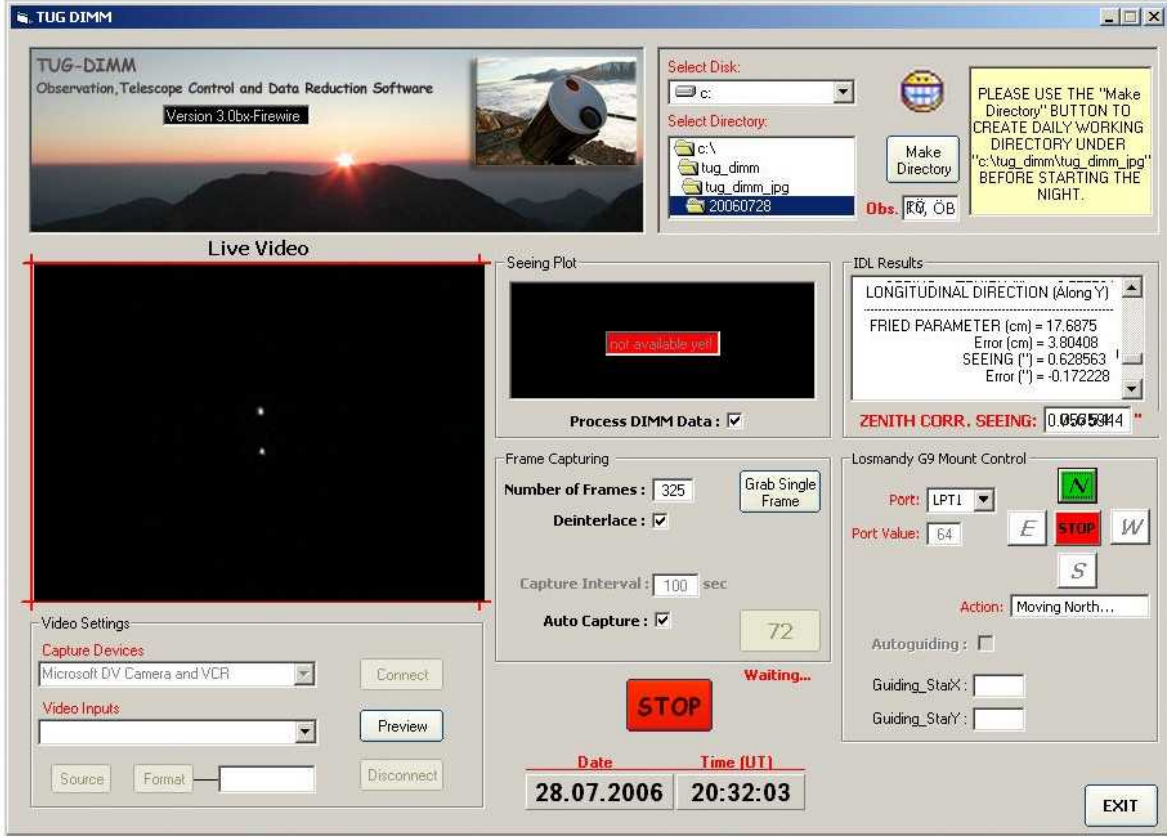 TUG DIMM
TUG-DIMM
Observation,Telescope Control and Data Reduction Software
Version 3.0bx-Firewire
Select Disk:
c:
Select Directory:
c:\
tug_dimm
tug_dimm_jpg
20060728
Make
Directory
Obs.
ÖB
PLEASE USE THE "Make
Directory" BUTTON TO
CREATE DAILY WORKING
DIRECTORY UNDER
"c:\tug_dimm\tug_dimm_jpg"
BEFORE STARTING THE
NIGHT.
Live Video
Seeing Plot
not available yet!
Process DIMM Data :
IDL Results
LONGITUDINAL DIRECTION (Along Y)
FRIED PARAMETER (cm) = 17.6875
Error (cm) = 3.80408
SEEING (") = 0.628563
Error (") = -0.172228
ZENITH CORR. SEEING: "
Frame Capturing
Number of Frames : 325
Grab Single
Frame
Deinterlace :
Capture Interval : 100 sec
Auto Capture :
72
Waiting...
STOP
Losmandy G9 Mount Control
Port: LPT1
Port Value: 64
N
E
STOP
W
S
Action: Moving North...
Autoguiding :
Guiding_StarX :
Guiding_StarY :
Video Settings
Capture Devices
Microsoft DV Camera and VCR
Connect
Video Inputs
Preview
Source
Format
Disconnect
Date
Time (UT)
28.07.2006
20:32:03
EXIT